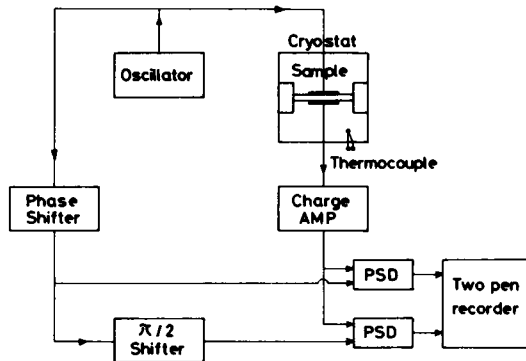 Cryostat
Oscillator
Sample
Thermocouple
Phase
Shifter
Charge
AMP
PSD
Two pen
recorder
π/2
Shifter
PSD